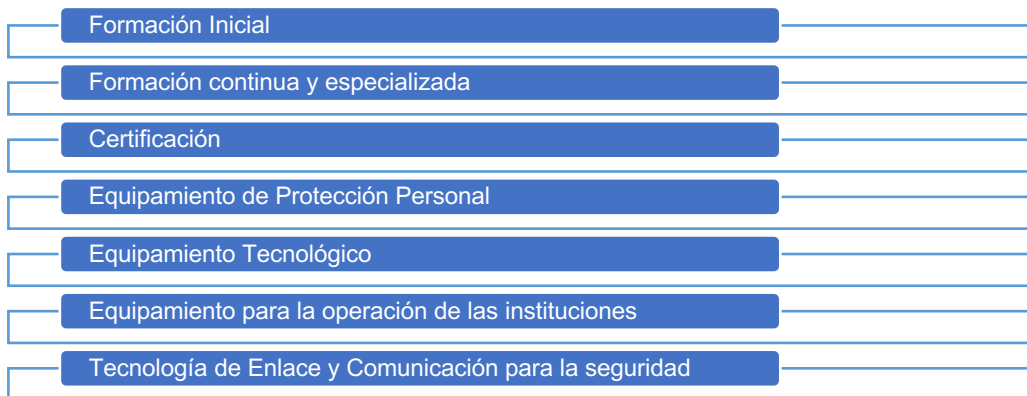 Formación Inicial
Formación continua y especializada
Certificación
Equipamiento de Protección Personal
Equipamiento Tecnológico
Equipamiento para la operación de las instituciones
Tecnología de Enlace y Comunicación para la seguridad